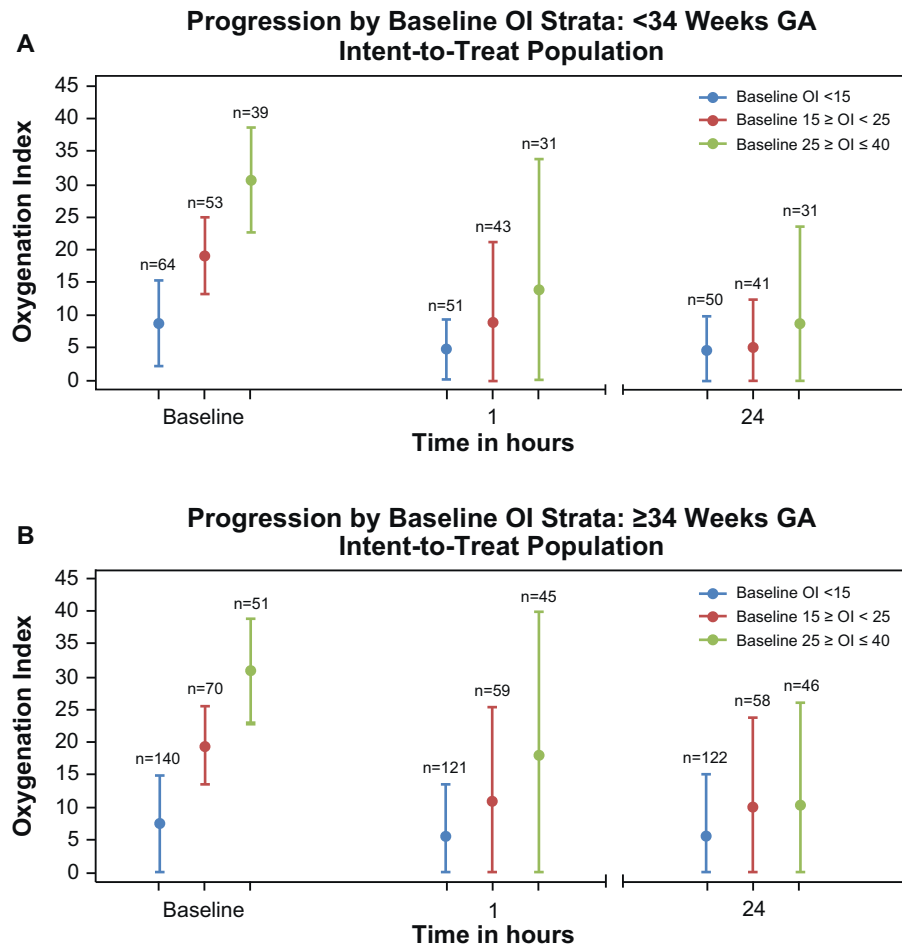 A
Progression by Baseline OI Strata: <34 Weeks GA
Intent-to-Treat Population
Oxygenation Index
45
40
35
30
25
20
15
10
5
0
n=64
n=53
n=39
n=51
n=43
n=31
n=50
n=41
n=31
Baseline OI <15
Baseline 15 ≥ OI < 25
Baseline 25 ≥ OI ≤ 40
Baseline
1
24
Time in hours
B
Progression by Baseline OI Strata: ≥34 Weeks GA
Intent-to-Treat Population
Oxygenation Index
45
40
35
30
25
20
15
10
5
0
n=140
n=70
n=51
n=121
n=59
n=45
n=122
n=58
n=46
Baseline OI <15
Baseline 15 ≥ OI < 25
Baseline 25 ≥ OI ≤ 40
Baseline
1
24
Time in hours